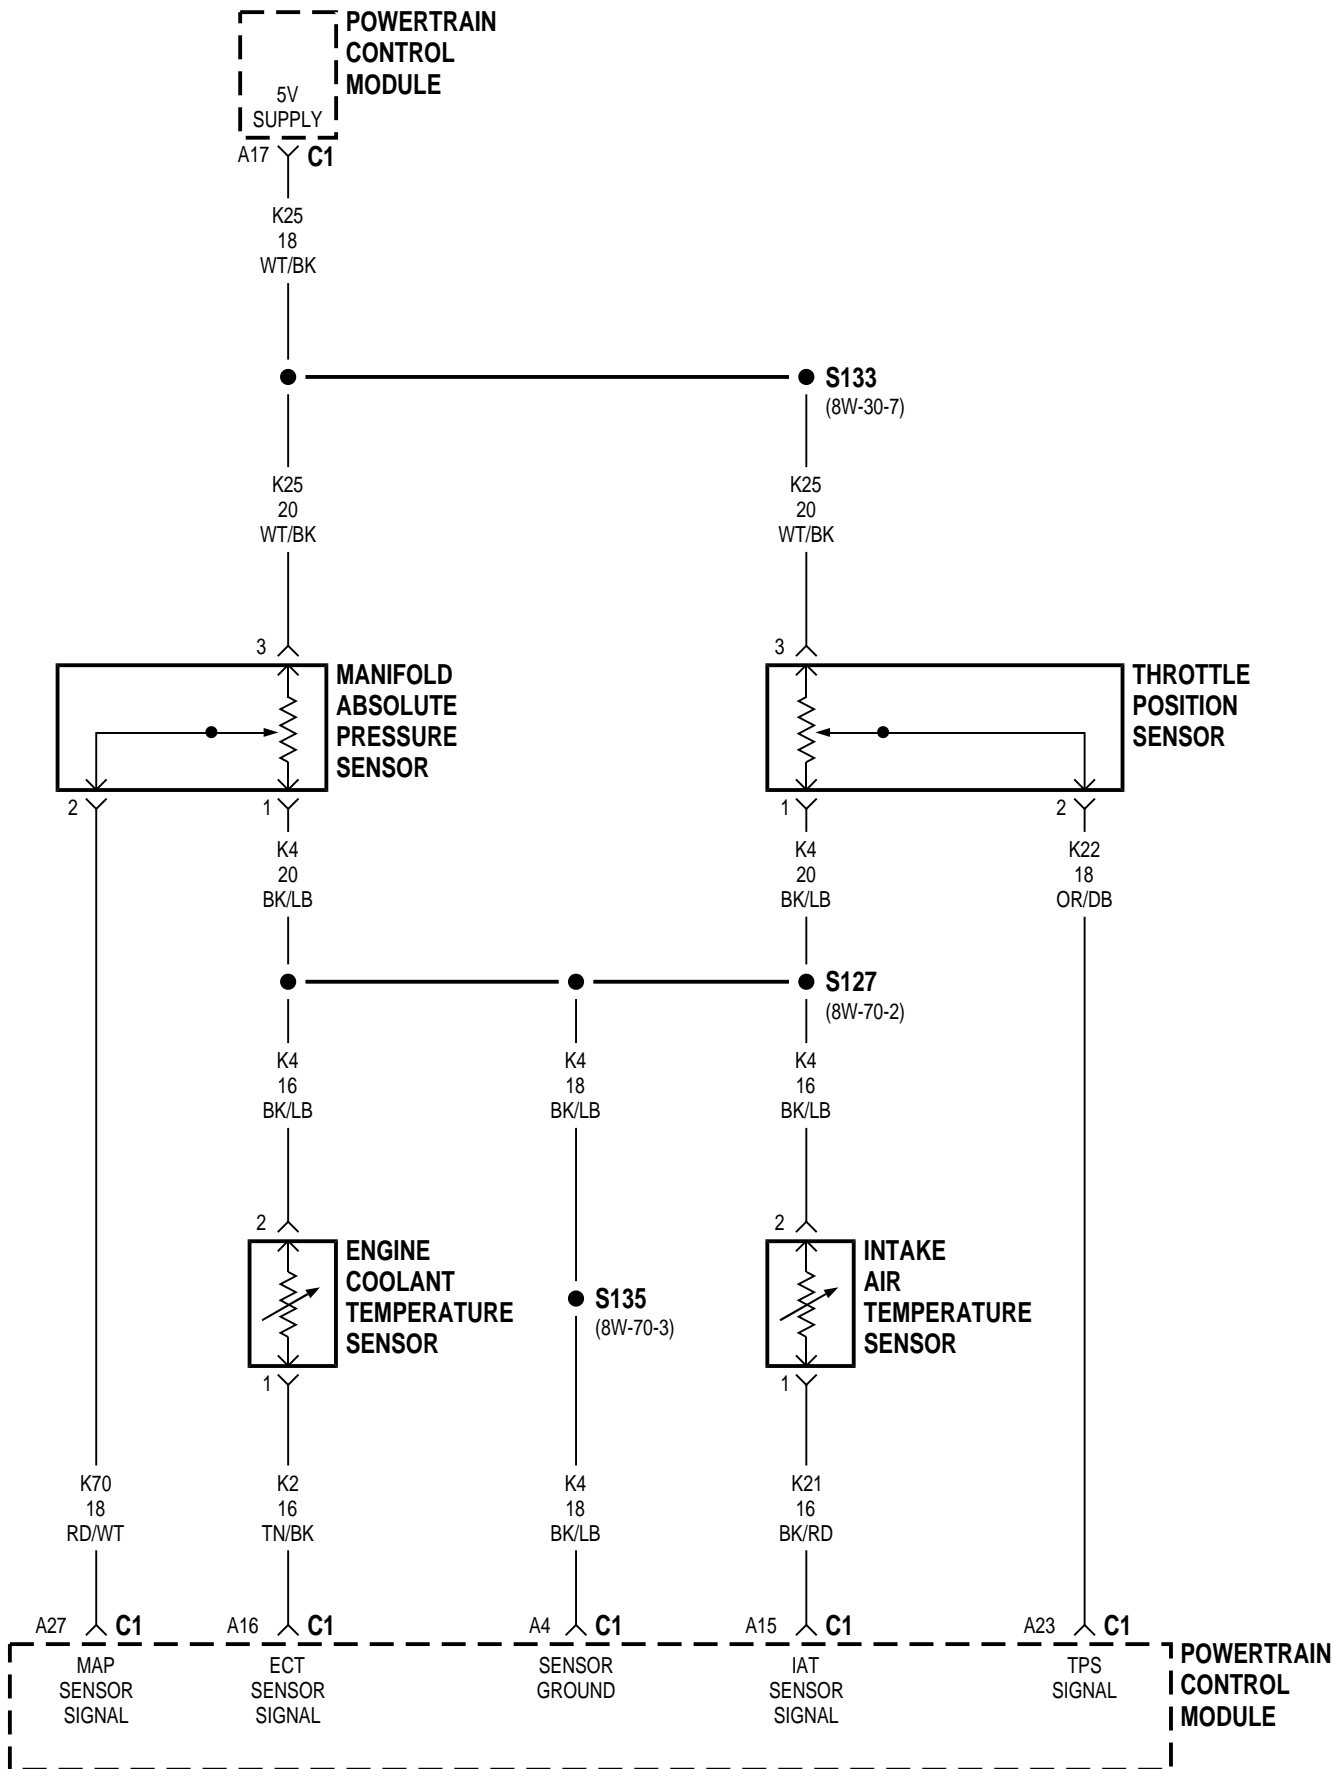 POWERTRAIN
CONTROL
MODULE
5V
SUPPLY
A17 C1
K25
18
WT/BK
S133
(8W-30-7)
K25
20
WT/BK
K25
20
WT/BK
3
MANIFOLD
ABSOLUTE
PRESSURE
SENSOR
2
1
3
THROTTLE
POSITION
SENSOR
1
2
K4
20
BK/LB
K4
20
BK/LB
K22
18
OR/DB
S127
(8W-70-2)
K4
16
BK/LB
K4
18
BK/LB
K4
16
BK/LB
2
ENGINE
COOLANT
TEMPERATURE
SENSOR
1
S135
(8W-70-3)
2
INTAKE
AIR
TEMPERATURE
SENSOR
1
K70
18
RD/WT
K2
16
TN/BK
K4
18
BK/LB
K21
16
BK/RD
A27 C1
A16 C1
A4 C1
A15 C1
A23 C1
MAP
SENSOR
SIGNAL
ECT
SENSOR
SIGNAL
SENSOR
GROUND
IAT
SENSOR
SIGNAL
TPS
SIGNAL
POWERTRAIN
CONTROL
MODULE